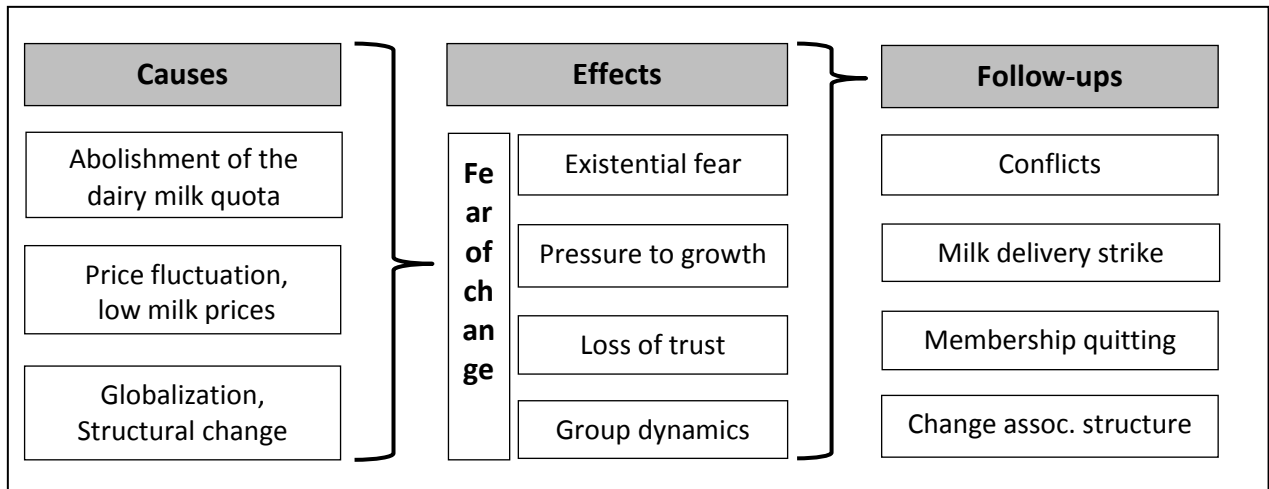 Causes
Abolishment of the
dairy milk quota
Price fluctuation,
low milk prices
Globalization,
Structural change
Effects
Fe
ar
of
ch
an
ge
Existential fear
Pressure to growth
Loss of trust
Group dynamics
Follow-ups
Conflicts
Milk delivery strike
Membership quitting
Change assoc. structure